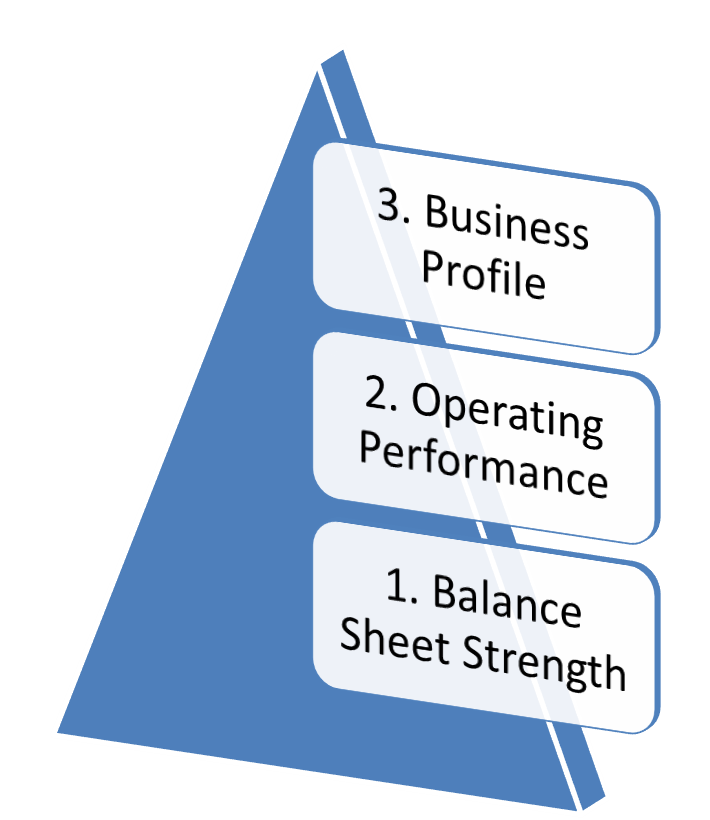 3. Business
Profile
2. Operating
Performance
1. Balance
Sheet Strength